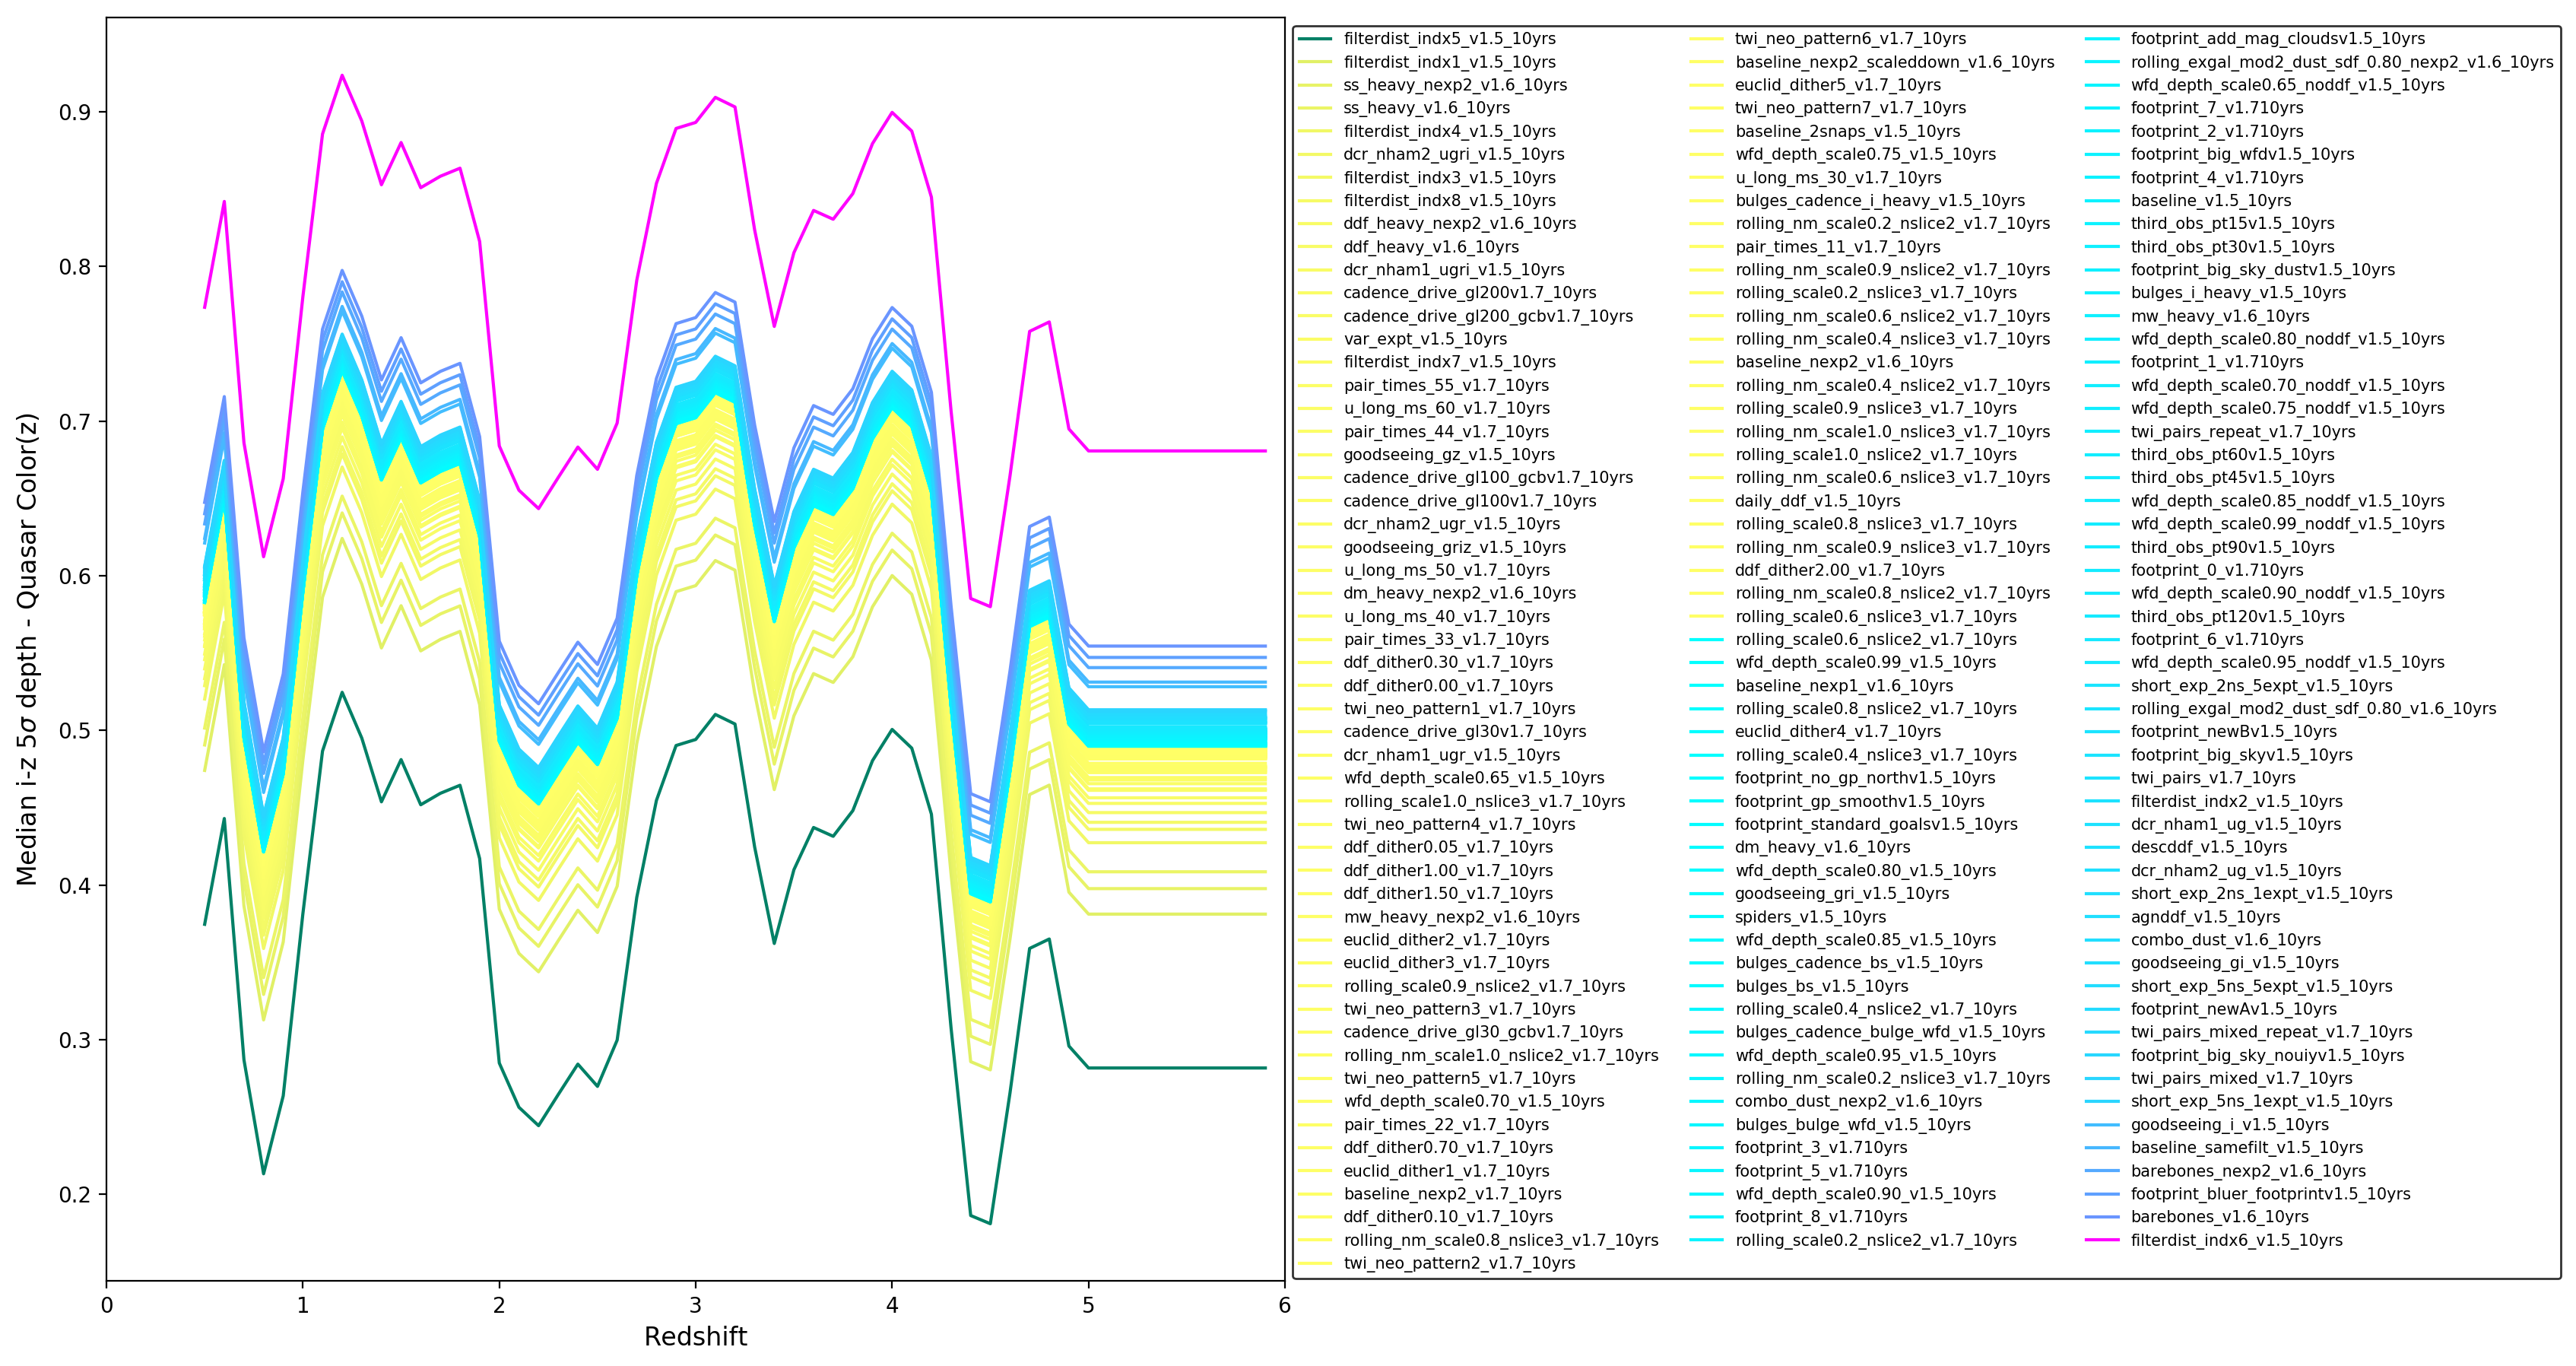 0.9
0.8
0.7
0.6
0.5
0.4
0.3
0.2
Median i-z 5σ depth - Quasar Color(z)
0 1 2 3 4 5 6
Redshift
filterdist_indx5_v1.5_10yrs
filterdist_indx1_v1.5_10yrs
ss_heavy_nexp2_v1.6_10yrs
ss_heavy_v1.6_10yrs
filterdist_indx4_v1.5_10yrs
dcr_nham2_ugri_v1.5_10yrs
filterdist_indx3_v1.5_10yrs
filterdist_indx8_v1.5_10yrs
ddf_heavy_nexp2_v1.6_10yrs
ddf_heavy_v1.6_10yrs
dcr_nham1_ugri_v1.5_10yrs
cadence_drive_gl200v1.7_10yrs
cadence_drive_gl200_gcbv1.7_10yrs
var_expt_v1.5_10yrs
filterdist_indx7_v1.5_10yrs
pair_times_55_v1.7_10yrs
u_long_ms_60_v1.7_10yrs
pair_times_44_v1.7_10yrs
goodseeing_gz_v1.5_10yrs
cadence_drive_gl100_gcbv1.7_10yrs
cadence_drive_gl100v1.7_10yrs
dcr_nham2_ugr_v1.5_10yrs
goodseeing_griz_v1.5_10yrs
u_long_ms_50_v1.7_10yrs
dm_heavy_nexp2_v1.6_10yrs
u_long_ms_40_v1.7_10yrs
pair_times_33_v1.7_10yrs
ddf_dither0.30_v1.7_10yrs
ddf_dither0.00_v1.7_10yrs
twi_neo_pattern1_v1.7_10yrs
cadence_drive_gl30v1.7_10yrs
dcr_nham1_ugr_v1.5_10yrs
wfd_depth_scale0.65_v1.5_10yrs
rolling_scale1.0_nslice3_v1.7_10yrs
twi_neo_pattern4_v1.7_10yrs
ddf_dither0.05_v1.7_10yrs
ddf_dither1.00_v1.7_10yrs
ddf_dither1.50_v1.7_10yrs
mw_heavy_nexp2_v1.6_10yrs
euclid_dither2_v1.7_10yrs
euclid_dither3_v1.7_10yrs
rolling_scale0.9_nslice2_v1.7_10yrs
twi_neo_pattern3_v1.7_10yrs
cadence_drive_gl30_gcbv1.7_10yrs
rolling_nm_scale1.0_nslice2_v1.7_10yrs
twi_neo_pattern5_v1.7_10yrs
wfd_depth_scale0.70_v1.5_10yrs
pair_times_22_v1.7_10yrs
ddf_dither0.70_v1.7_10yrs
euclid_dither1_v1.7_10yrs
baseline_nexp2_v1.7_10yrs
ddf_dither0.10_v1.7_10yrs
rolling_nm_scale0.8_nslice3_v1.7_10yrs
twi_neo_pattern2_v1.7_10yrs
twi_neo_pattern6_v1.7_10yrs
baseline_nexp2_scaleddown_v1.6_10yrs
euclid_dither5_v1.7_10yrs
twi_neo_pattern7_v1.7_10yrs
baseline_2snaps_v1.5_10yrs
wfd_depth_scale0.75_v1.5_10yrs
u_long_ms_30_v1.7_10yrs
bulges_cadence_i_heavy_v1.5_10yrs
rolling_nm_scale0.2_nslice2_v1.7_10yrs
pair_times_11_v1.7_10yrs
rolling_nm_scale0.9_nslice2_v1.7_10yrs
rolling_scale0.2_nslice3_v1.7_10yrs
rolling_nm_scale0.6_nslice2_v1.7_10yrs
rolling_nm_scale0.4_nslice3_v1.7_10yrs
baseline_nexp2_v1.6_10yrs
rolling_nm_scale0.4_nslice2_v1.7_10yrs
rolling_scale0.9_nslice3_v1.7_10yrs
rolling_nm_scale1.0_nslice3_v1.7_10yrs
rolling_scale1.0_nslice2_v1.7_10yrs
rolling_nm_scale0.6_nslice3_v1.7_10yrs
daily_ddf_v1.5_10yrs
rolling_scale0.8_nslice3_v1.7_10yrs
rolling_nm_scale0.9_nslice3_v1.7_10yrs
ddf_dither2.00_v1.7_10yrs
rolling_nm_scale0.8_nslice2_v1.7_10yrs
rolling_scale0.6_nslice3_v1.7_10yrs
rolling_scale0.6_nslice2_v1.7_10yrs
wfd_depth_scale0.99_v1.5_10yrs
baseline_nexp1_v1.6_10yrs
rolling_scale0.8_nslice2_v1.7_10yrs
euclid_dither4_v1.7_10yrs
rolling_scale0.4_nslice3_v1.7_10yrs
footprint_no_gp_northv1.5_10yrs
footprint_gp_smoothv1.5_10yrs
footprint_standard_goalsv1.5_10yrs
dm_heavy_v1.6_10yrs
wfd_depth_scale0.80_v1.5_10yrs
goodseeing_gri_v1.5_10yrs
spiders_v1.5_10yrs
wfd_depth_scale0.85_v1.5_10yrs
bulges_cadence_bs_v1.5_10yrs
bulges_bs_v1.5_10yrs
rolling_scale0.4_nslice2_v1.7_10yrs
bulges_cadence_bulge_wfd_v1.5_10yrs
wfd_depth_scale0.95_v1.5_10yrs
rolling_nm_scale0.2_nslice3_v1.7_10yrs
combo_dust_nexp2_v1.6_10yrs
bulges_bulge_wfd_v1.5_10yrs
footprint_3_v1.710yrs
footprint_5_v1.710yrs
wfd_depth_scale0.90_v1.5_10yrs
footprint_8_v1.710yrs
rolling_scale0.2_nslice2_v1.7_10yrs
footprint_add_mag_cloudsv1.5_10yrs
rolling_exgal_mod2_dust_sdf_0.80_nexp2_v1.6_10yrs
wfd_depth_scale0.65_noddf_v1.5_10yrs
footprint_7_v1.710yrs
footprint_2_v1.710yrs
footprint_big_wfdv1.5_10yrs
footprint_4_v1.710yrs
baseline_v1.5_10yrs
third_obs_pt15v1.5_10yrs
third_obs_pt30v1.5_10yrs
footprint_big_sky_dustv1.5_10yrs
bulges_i_heavy_v1.5_10yrs
mw_heavy_v1.6_10yrs
wfd_depth_scale0.80_noddf_v1.5_10yrs
footprint_1_v1.710yrs
wfd_depth_scale0.70_noddf_v1.5_10yrs
wfd_depth_scale0.75_noddf_v1.5_10yrs
twi_pairs_repeat_v1.7_10yrs
third_obs_pt60v1.5_10yrs
third_obs_pt45v1.5_10yrs
wfd_depth_scale0.85_noddf_v1.5_10yrs
wfd_depth_scale0.99_noddf_v1.5_10yrs
third_obs_pt90v1.5_10yrs
footprint_0_v1.710yrs
wfd_depth_scale0.90_noddf_v1.5_10yrs
third_obs_pt120v1.5_10yrs
footprint_6_v1.710yrs
wfd_depth_scale0.95_noddf_v1.5_10yrs
short_exp_2ns_5expt_v1.5_10yrs
rolling_exgal_mod2_dust_sdf_0.80_v1.6_10yrs
footprint_newBv1.5_10yrs
footprint_big_skyv1.5_10yrs
twi_pairs_v1.7_10yrs
filterdist_indx2_v1.5_10yrs
dcr_nham1_ug_v1.5_10yrs
descddf_v1.5_10yrs
dcr_nham2_ug_v1.5_10yrs
short_exp_2ns_1expt_v1.5_10yrs
agnddf_v1.5_10yrs
combo_dust_v1.6_10yrs
goodseeing_gi_v1.5_10yrs
short_exp_5ns_5expt_v1.5_10yrs
footprint_newAv1.5_10yrs
twi_pairs_mixed_repeat_v1.7_10yrs
footprint_big_sky_nouiyv1.5_10yrs
twi_pairs_mixed_v1.7_10yrs
short_exp_5ns_1expt_v1.5_10yrs
goodseeing_i_v1.5_10yrs
baseline_samefilt_v1.5_10yrs
barebones_nexp2_v1.6_10yrs
footprint_bluer_footprintv1.5_10yrs
barebones_v1.6_10yrs
filterdist_indx6_v1.5_10yrs